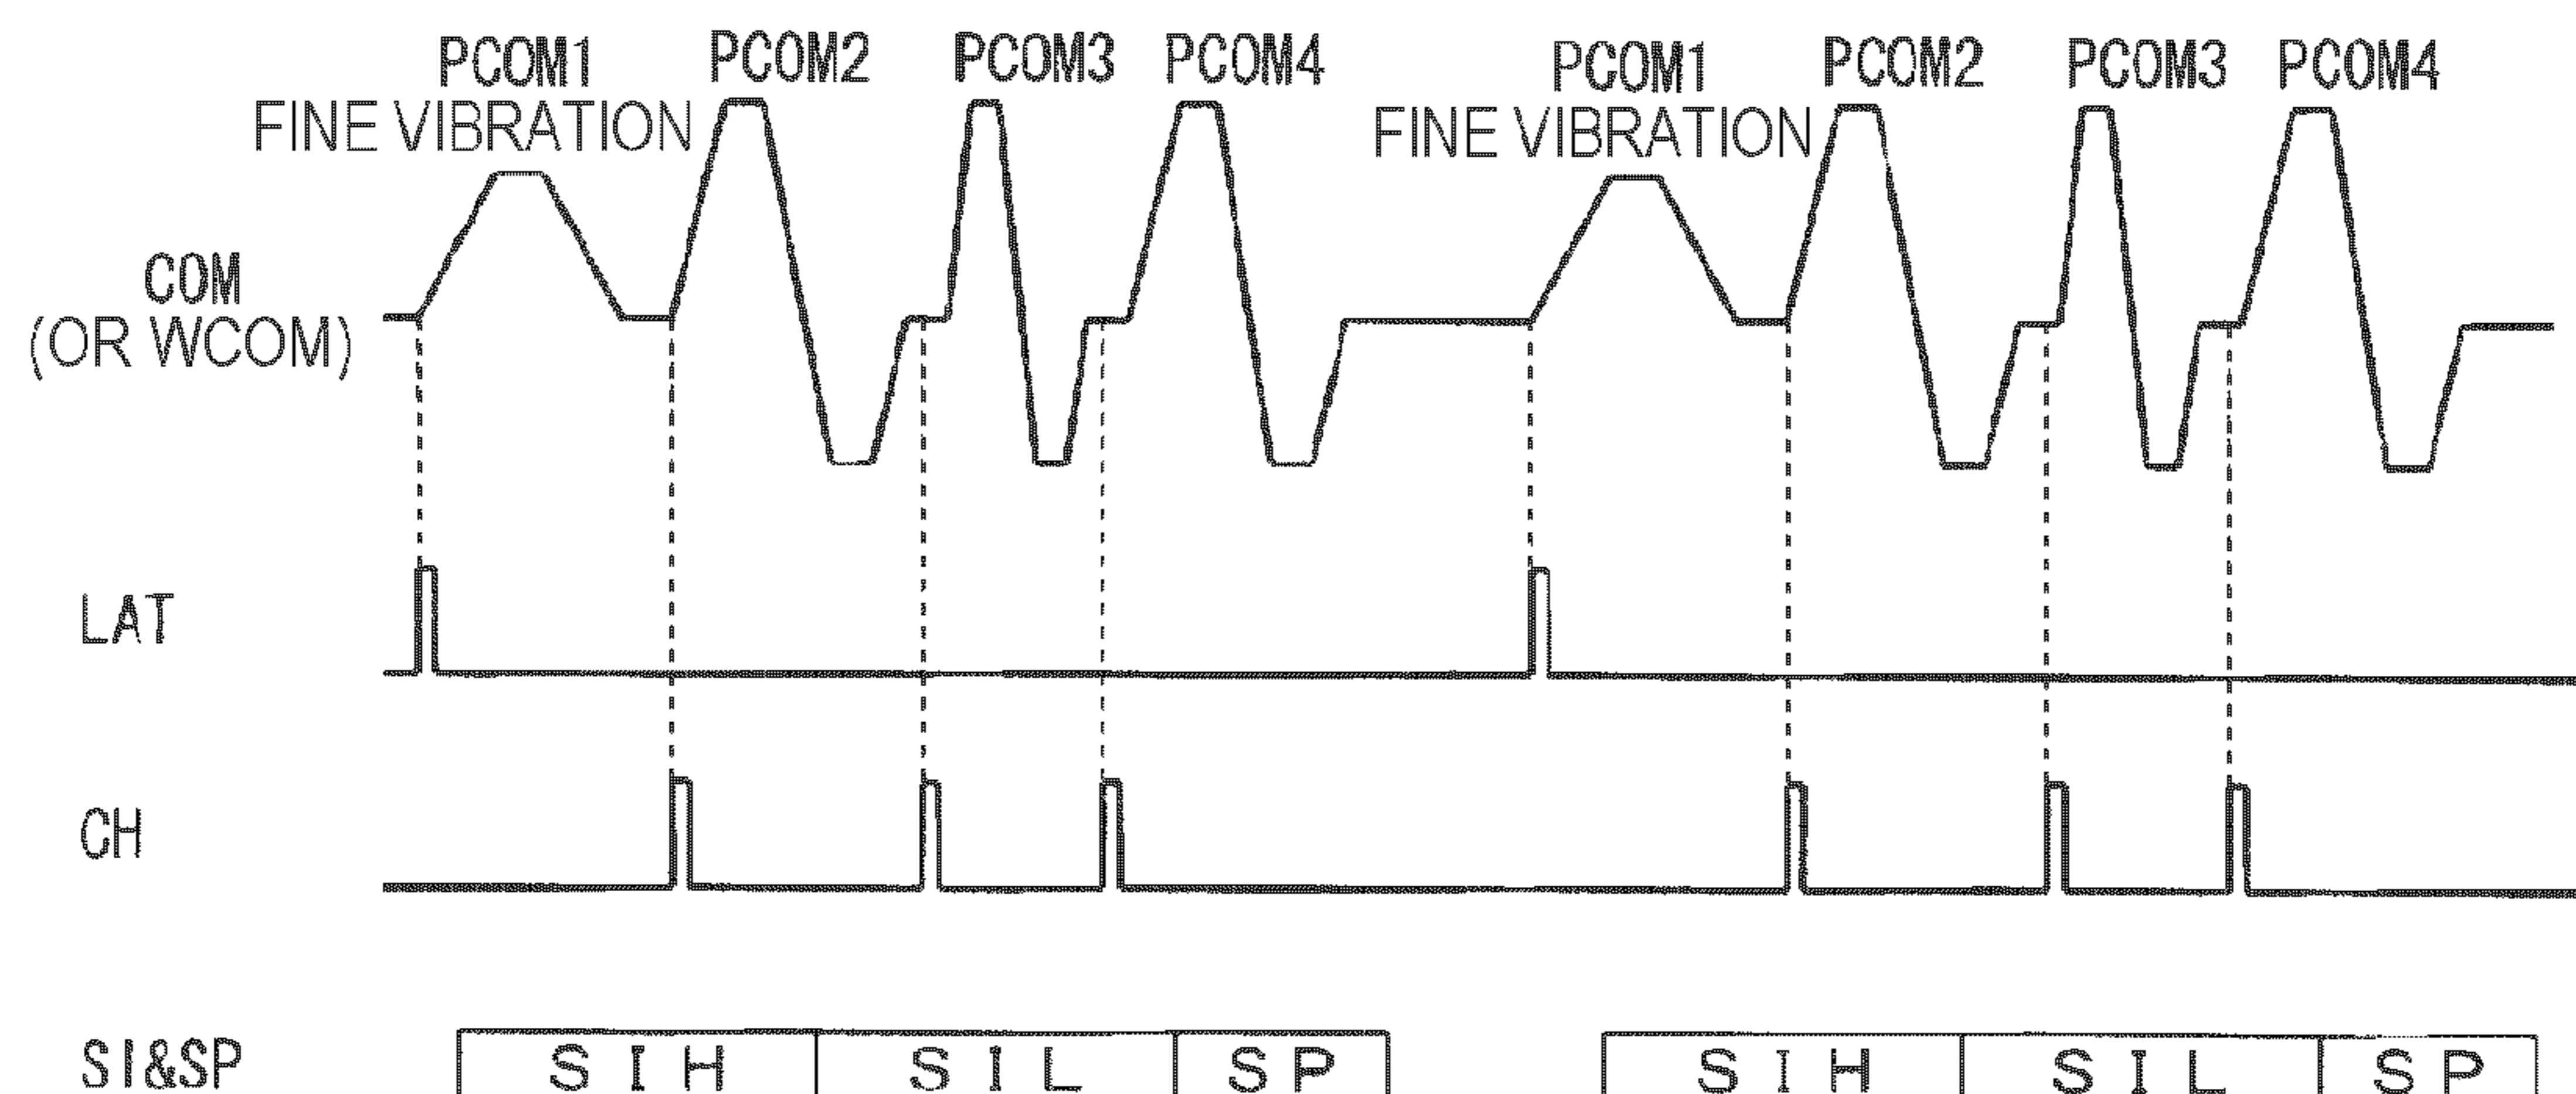 PCOM1 PCOM2 PCOM3 PCOM4 PCOM1 PCOM2 PCOM3 PCOM4
FINE VIBRATION FINE VIBRATION
COM
(OR WCOM)
LAT
CH
SI&SP SIH SIL SP SIH SIL SP